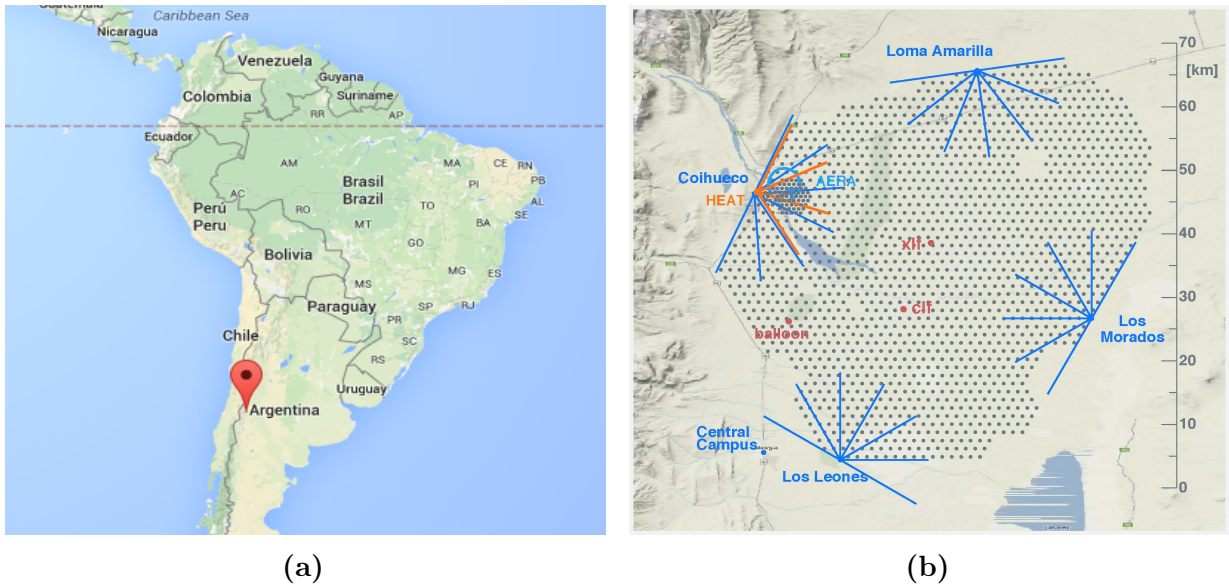 Guatemala
Caribbean Sea
Nicaragua
Venezuela
Guyana
Suriname
Colombia
RR
AP
Ecuador
AM
MA
CE
RN
PB
PI
AL
SE
AC
Brasil
Brazil
TO
BA
RO
Perú
Peru
MT
GO
Bolivia
MG
ES
MS
SP
RJ
Paraguay
PR
SC
Chile
RS
Uruguay
Argentina
(a)
Loma Amarilla
70
[km]
60
50
40
30
20
10
0
Coihueco
HEAT
AERA
xlf
clf
balloon
Los
Morados
Central
Campus
Los Leones
(b)